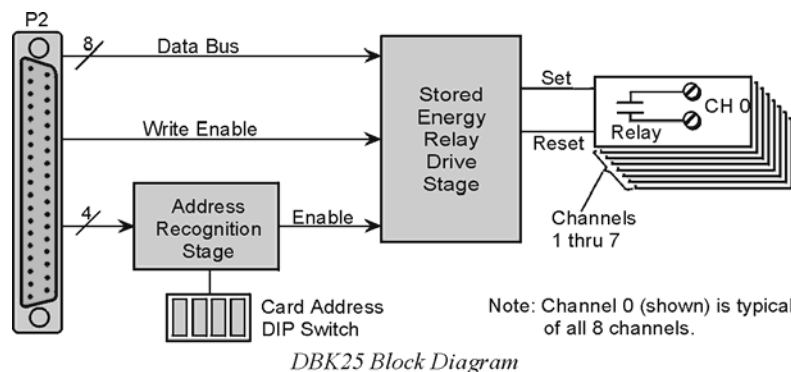 P2
8
Data Bus
Write Enable
4
Address
Recognition
Stage
Enable
Card Address
DIP Switch
Stored
Energy
Relay
Drive
Stage
Set
Reset
CH 0
Relay
Channels
1 thru 7
Note: Channel 0 (shown) is typical
of all 8 channels.
DBK25 Block Diagram